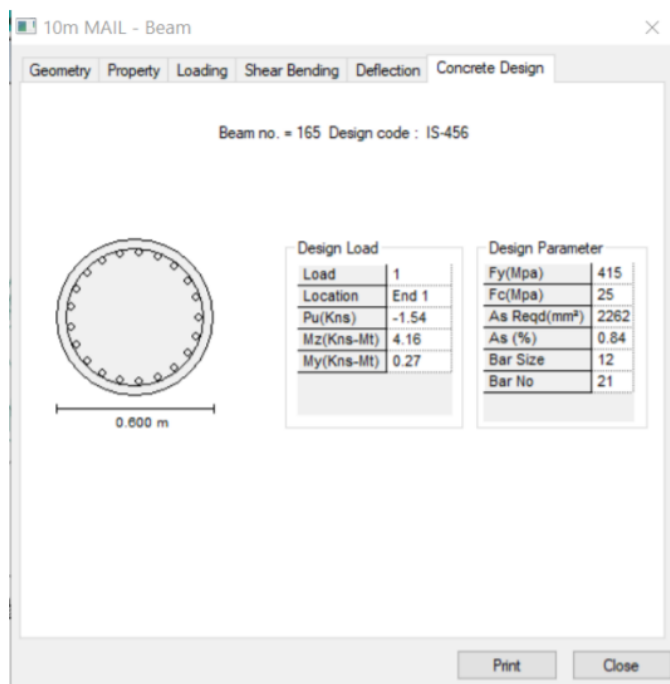 10m MAIL - Beam
Geometry Property Loading Shear Bending Deflection Concrete Design
Beam no. = 165 Design code : IS-456
Design Load
Load 1
Location End 1
Pu(Kns) -1.54
Mz(Kns-Mt) 4.16
My(Kns-Mt) 0.27
Design Parameter
Fy(Mpa) 415
Fc(Mpa) 25
As Reqd(mm²) 2262
As (%) 0.84
Bar Size 12
Bar No 21
0.600 m
Print Close